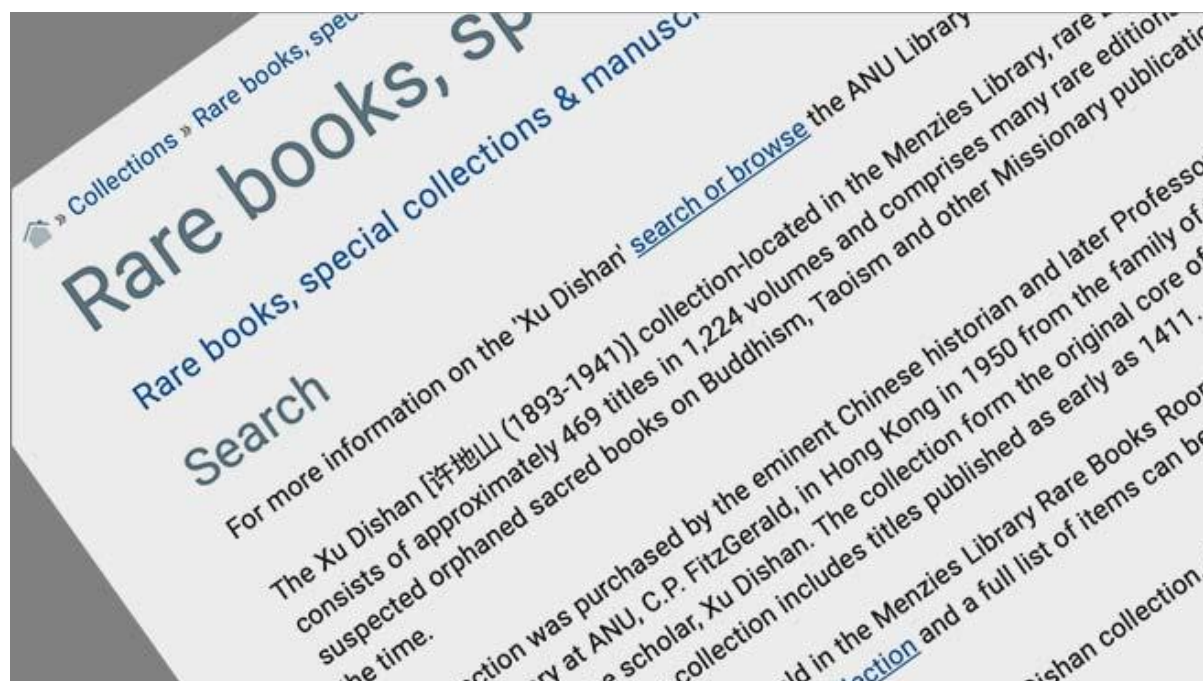 » Collections » Rare books, spec
Rare books, sp
Rare books, special collections & manusc
Search
For more information on the 'Xu Dishan' search or browse the ANU Library
The Xu Dishan [许地山 (1893-1941)] collection-located in the Menzies Library, rare
consists of approximately 469 titles in 1,224 volumes and comprises many rare editions
suspected orphaned sacred books on Buddhism, Taoism and other Missionary publicatio
he time.
ection was purchased by the eminent Chinese historian and later Professo
ry at ANU, C.P. FitzGerald, in Hong Kong in 1950 from the family of
e scholar, Xu Dishan. The collection form the original core of
collection includes titles published as early as 1411.
ld in the Menzies Library Rare Books Roo
ection and a full list of items can be
Dishan collection